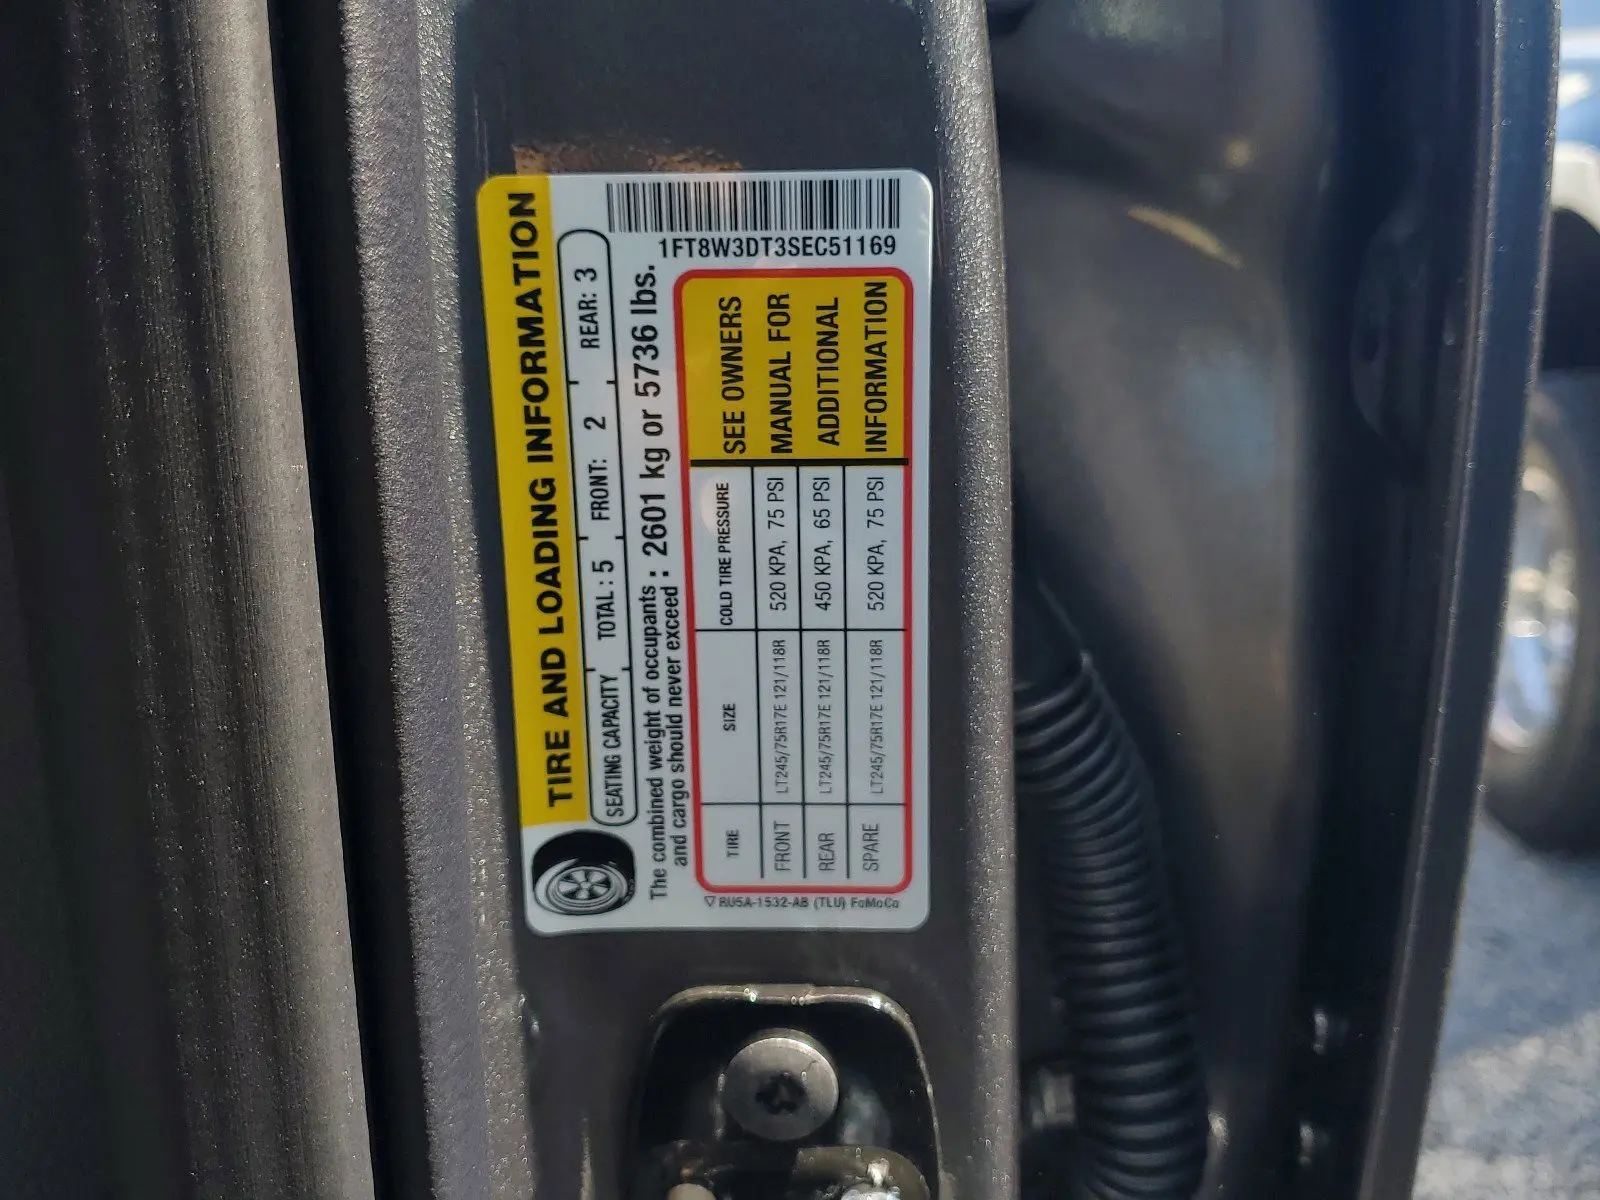 TIRE AND LOADING INFORMATION
SEATING CAPACITY TOTAL : 5 FRONT: 2 REAR: 3
The combined weight of occupants and cargo should never exceed : 2601 kg or 5736 lbs.
1FT8W3DT3SEC51169
TIRE SIZE COLD TIRE PRESSURE
FRONT LT245/75R17E 121/118R 520 KPA, 75 PSI
REAR LT245/75R17E 121/118R 450 KPA, 65 PSI
SPARE LT245/75R17E 121/118R 520 KPA, 75 PSI
SEE OWNERS
MANUAL FOR
ADDITIONAL
INFORMATION
RU5A-1532-AB (TLU) FoMoCo